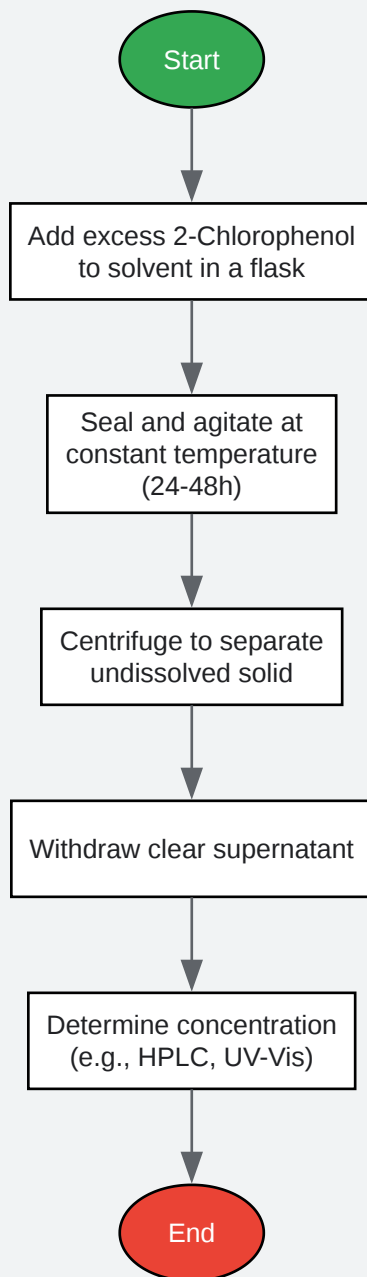 Start
Add excess 2-Chlorophenol
to solvent in a flask
Seal and agitate at
constant temperature
(24-48h)
Centrifuge to separate
undissolved solid
Withdraw clear supernatant
Determine concentration
(e.g., HPLC, UV-Vis)
End